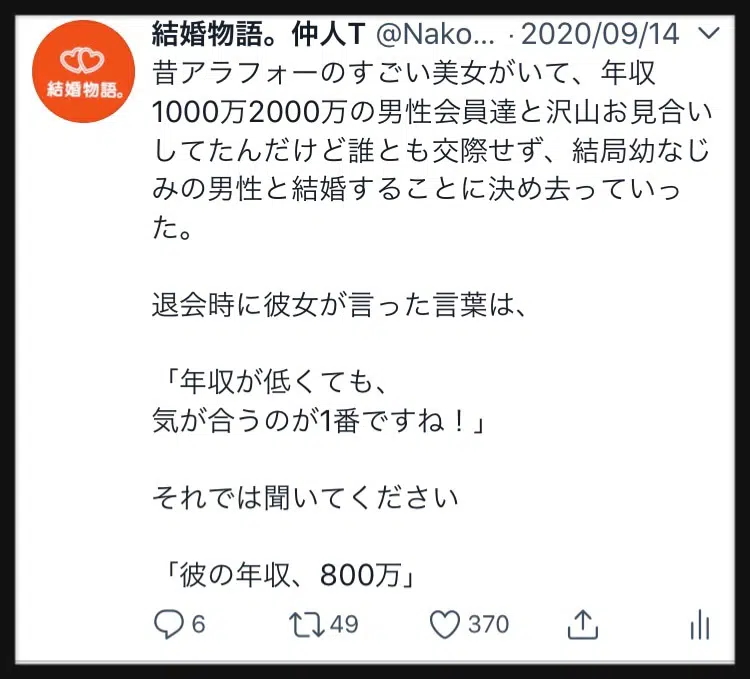 結婚物語。仲人T @Nako... · 2020/09/14
結婚物語。
昔アラフォーのすごい美女がいて、年収
1000万2000万の男性会員達と沢山お見合い
してたんだけど誰とも交際せず、結局幼なじ
みの男性と結婚することに決め去っていっ
た。
退会時に彼女が言った言葉は、
「年収が低くても、
気が合うのが1番ですね！」
それでは聞いてください
「彼の年収、800万」
6 49 370